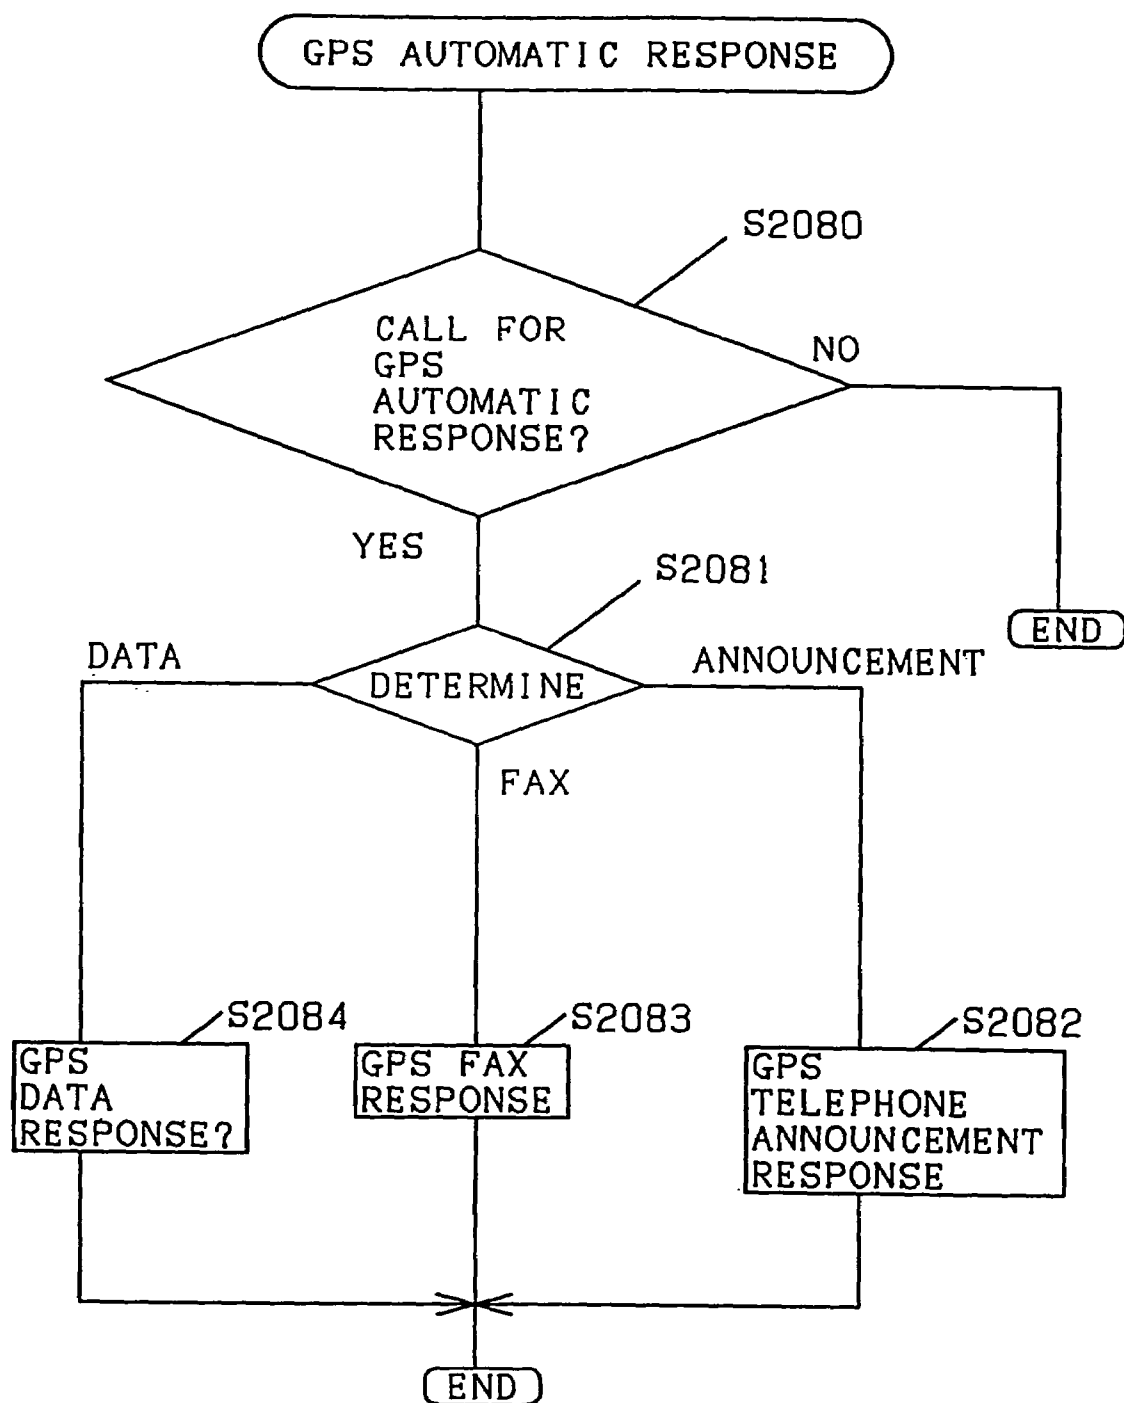 GPS AUTOMATIC RESPONSE
S2080
CALL FOR
GPS
AUTOMATIC
RESPONSE?
NO
YES
S2081
END
DATA
DETERMINE
ANNOUNCEMENT
FAX
S2084
S2083
S2082
GPS
DATA
RESPONSE?
GPS FAX
RESPONSE
GPS
TELEPHONE
ANNOUNCEMENT
RESPONSE
END